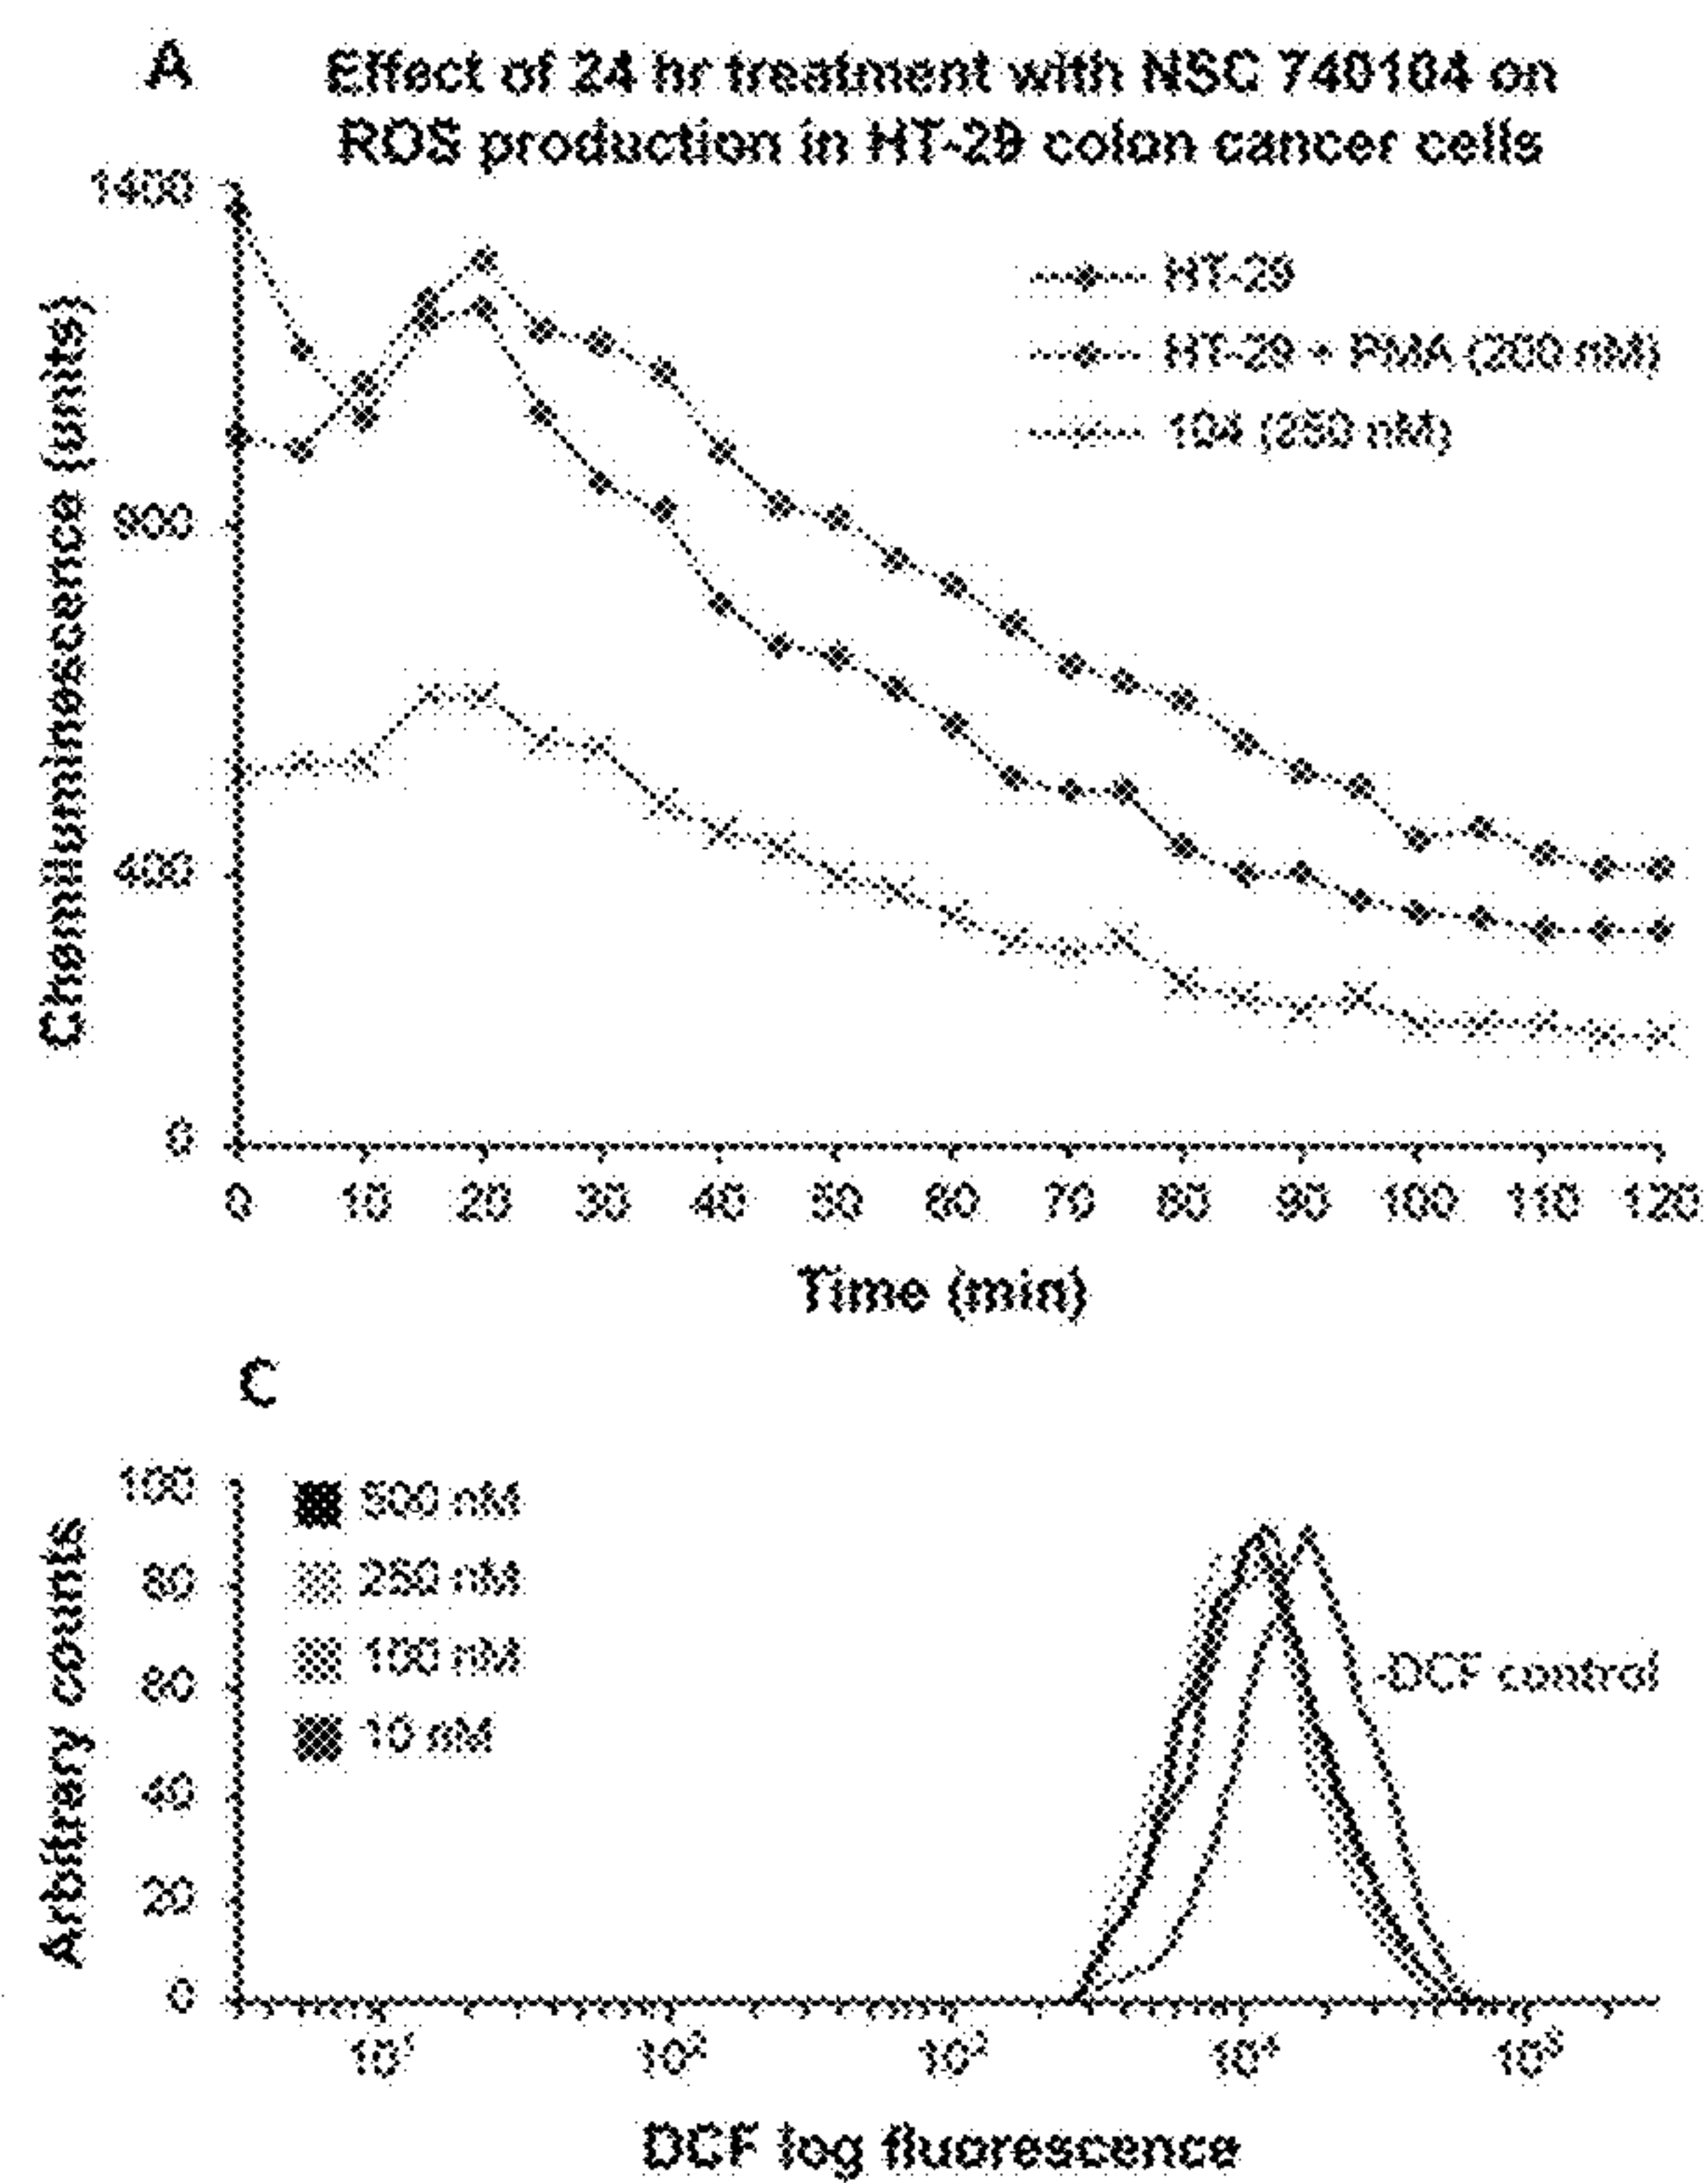 A
Effect of 24 hr treatment with NSC 740104 on
ROS production in HT-29 colon cancer cells
1400
900
400
0
Chemiluminescence (units)
HT-29
HT-29 + PMA (200 nM)
104 (250 nM)
0 10 20 30 40 50 60 70 80 90 100 110 120
Time (min)
C
100
80
60
40
20
0
Arbitrary counts
500 nM
250 nM
100 nM
10 nM
-DCF control
10¹ 10² 10³ 10⁴ 10⁵
DCF log fluorescence